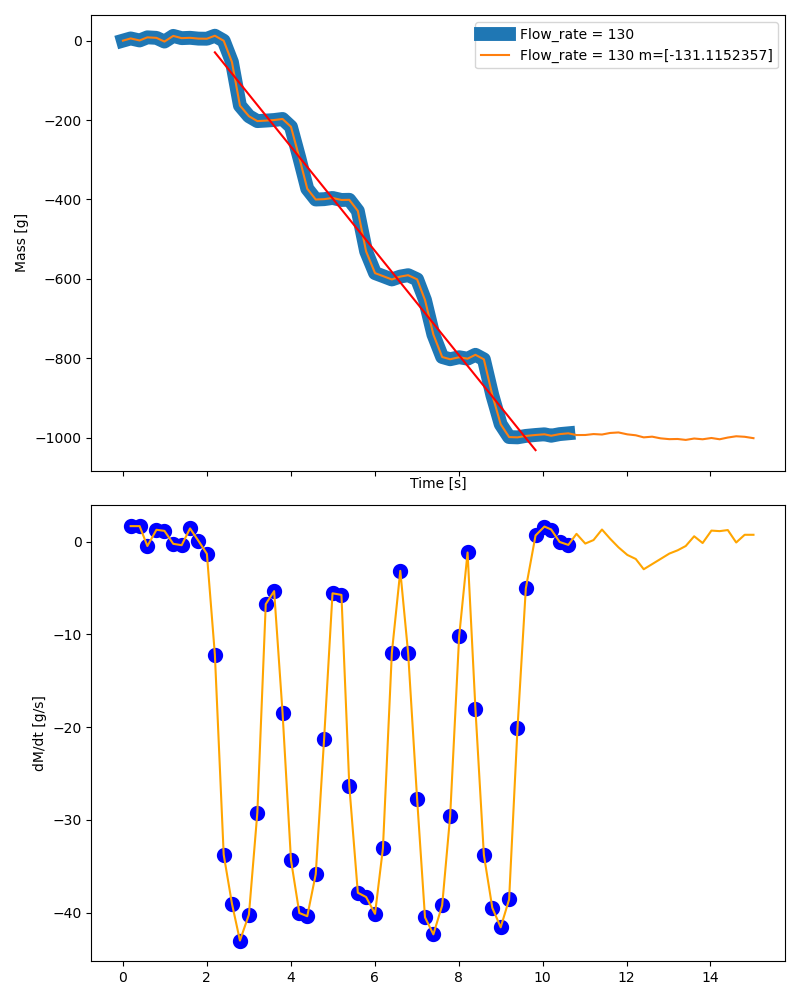 Flow_rate = 130
Flow_rate = 130 m=[-131.1152357]
0
−200
−400
−600
−800
−1000
Mass [g]
Time [s]
0
−10
−20
−30
−40
dM/dt [g/s]
0 2 4 6 8 10 12 14